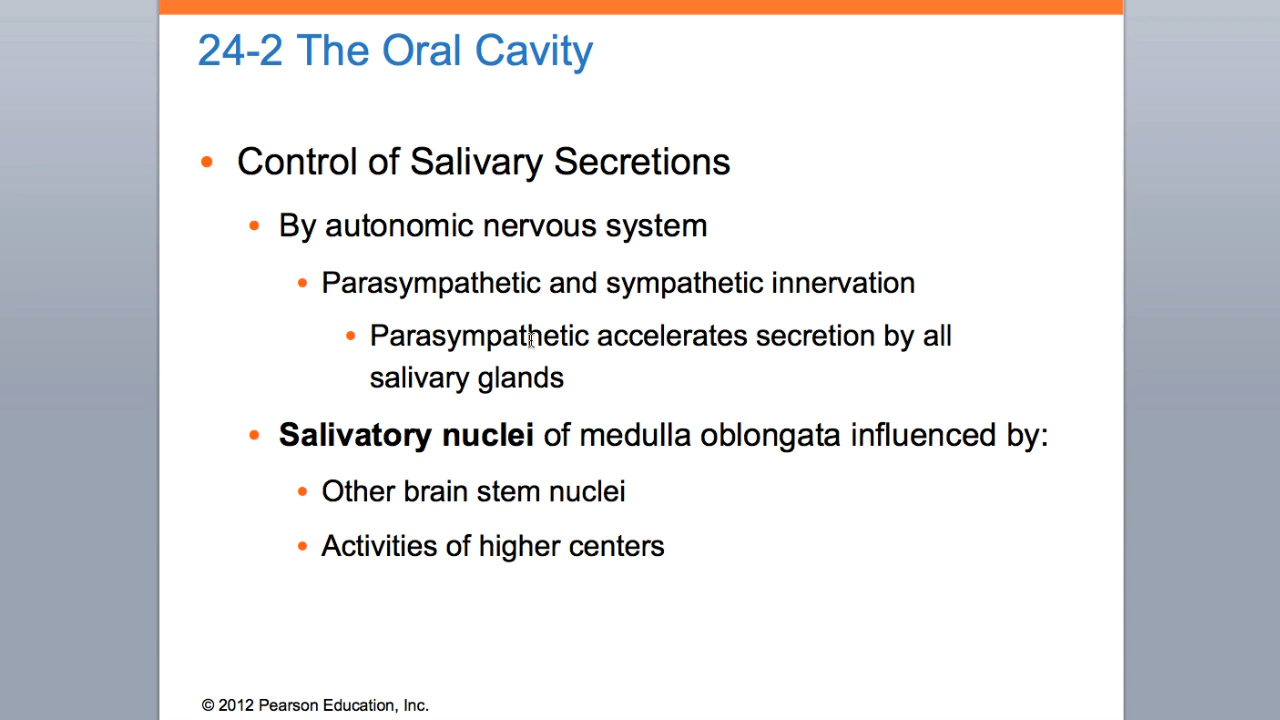 24-2 The Oral Cavity
• Control of Salivary Secretions
• By autonomic nervous system
• Parasympathetic and sympathetic innervation
• Parasympathetic accelerates secretion by all
salivary glands
• Salivatory nuclei of medulla oblongata influenced by:
• Other brain stem nuclei
• Activities of higher centers
© 2012 Pearson Education, Inc.